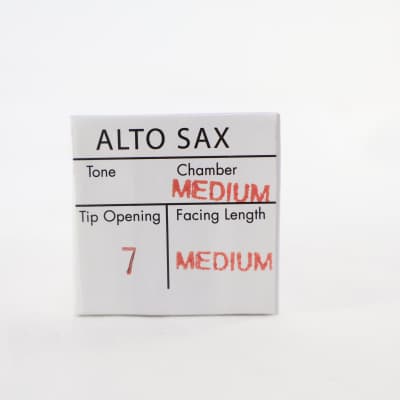 ALTO SAX
Tone Chamber
MEDIUM
Tip Opening Facing Length
7 MEDIUM